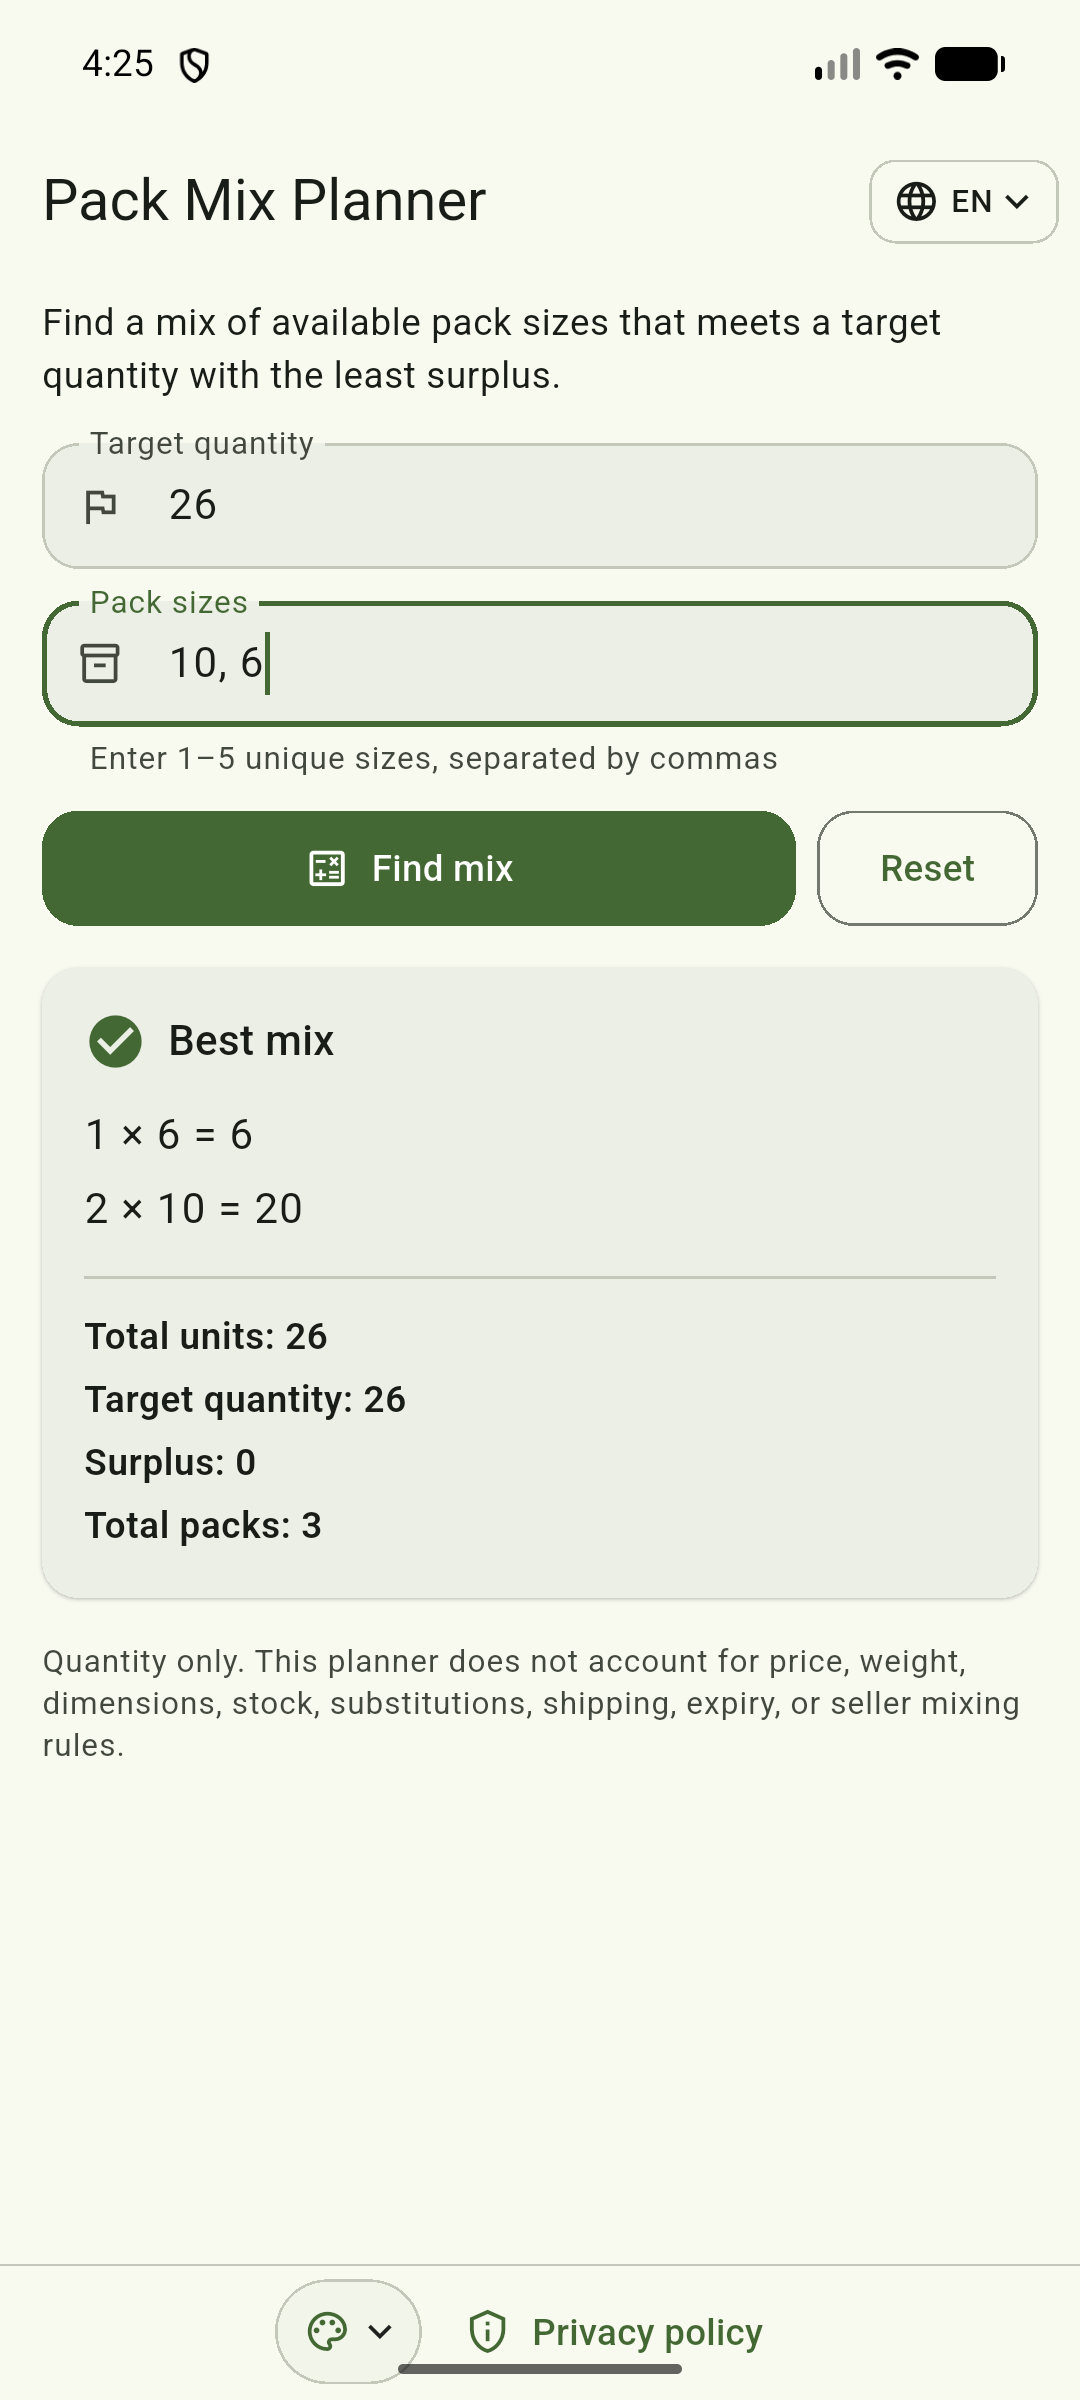 4:25
Pack Mix Planner
EN
Find a mix of available pack sizes that meets a target
quantity with the least surplus.
Target quantity
26
Pack sizes
10, 6
Enter 1–5 unique sizes, separated by commas
Find mix
Reset
Best mix
1 × 6 = 6
2 × 10 = 20
Total units: 26
Target quantity: 26
Surplus: 0
Total packs: 3
Quantity only. This planner does not account for price, weight,
dimensions, stock, substitutions, shipping, expiry, or seller mixing
rules.
Privacy policy